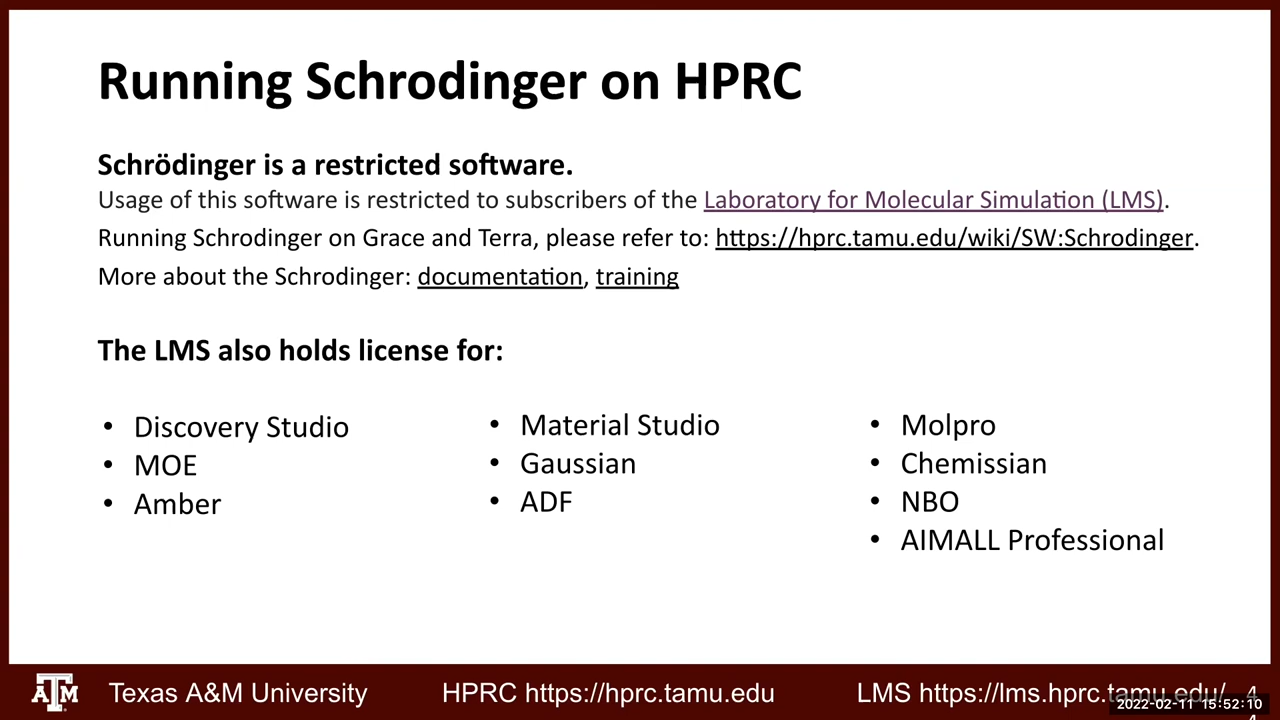 Running Schrodinger on HPRC
Schrödinger is a restricted software.
Usage of this software is restricted to subscribers of the Laboratory for Molecular Simulation (LMS).
Running Schrodinger on Grace and Terra, please refer to: https://hprc.tamu.edu/wiki/SW:Schrodinger.
More about the Schrodinger: documentation, training
The LMS also holds license for:
• Discovery Studio
• MOE
• Amber
• Material Studio
• Gaussian
• ADF
• Molpro
• Chemissian
• NBO
• AIMALL Professional
ATM Texas A&M University HPRC https://hprc.tamu.edu LMS https://lms.hprc.tamu.edu/ 4
2022-02-11 15:52:10
4